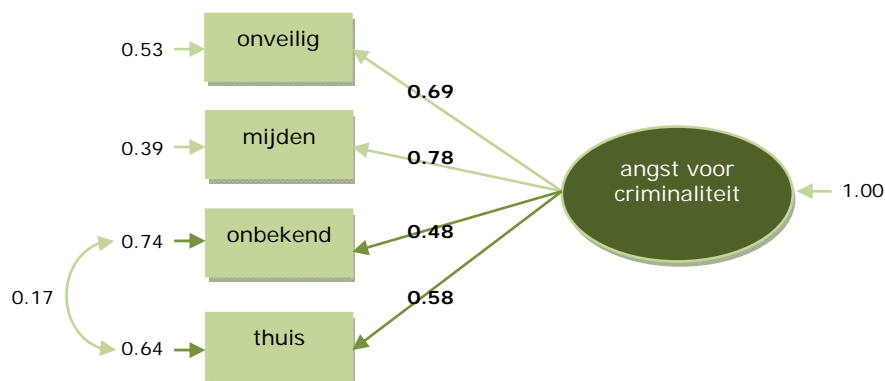 onveilig
0.53
0.69
mijden
0.39
0.78
angst voor
criminaliteit
1.00
onbekend
0.74
0.48
0.17
0.58
thuis
0.64